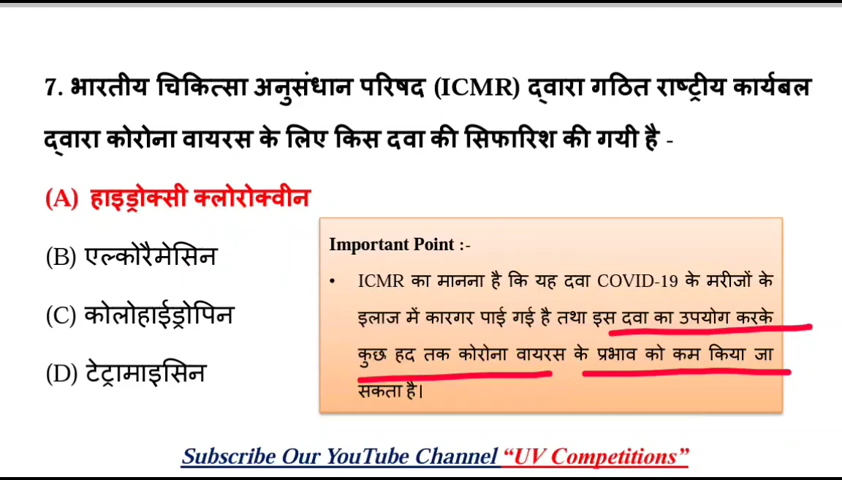 7. भारतीय चिकित्सा अनुसंधान परिषद (ICMR) द्वारा गठित राष्ट्रीय कार्यबल
द्वारा कोरोना वायरस के लिए किस दवा की सिफारिश की गयी है -
(A) हाइड्रोक्सी क्लोरोक्वीन
(B) एल्कोरैमेसिन
(C) कोलोहाईड्रोपिन
(D) टेट्रामाइसिन
Important Point :-
• ICMR का मानना है कि यह दवा COVID-19 के मरीजों के
इलाज में कारगर पाई गई है तथा इस दवा का उपयोग करके
कुछ हद तक कोरोना वायरस के प्रभाव को कम किया जा
सकता है।
Subscribe Our YouTube Channel “UV Competitions”